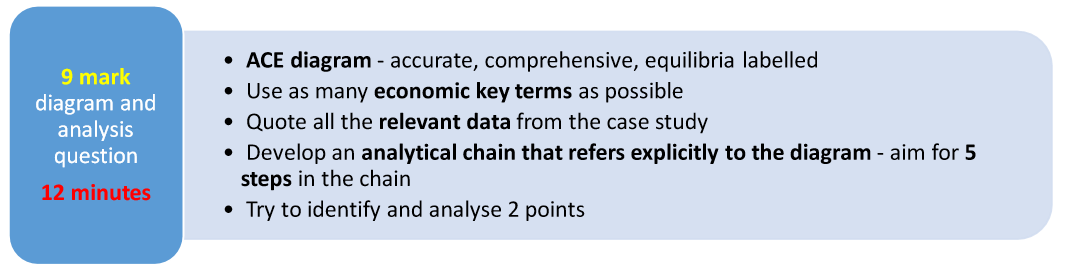 9 mark
diagram and
analysis
question
12 minutes
• ACE diagram - accurate, comprehensive, equilibria labelled
• Use as many economic key terms as possible
• Quote all the relevant data from the case study
• Develop an analytical chain that refers explicitly to the diagram - aim for 5
steps in the chain
• Try to identify and analyse 2 points